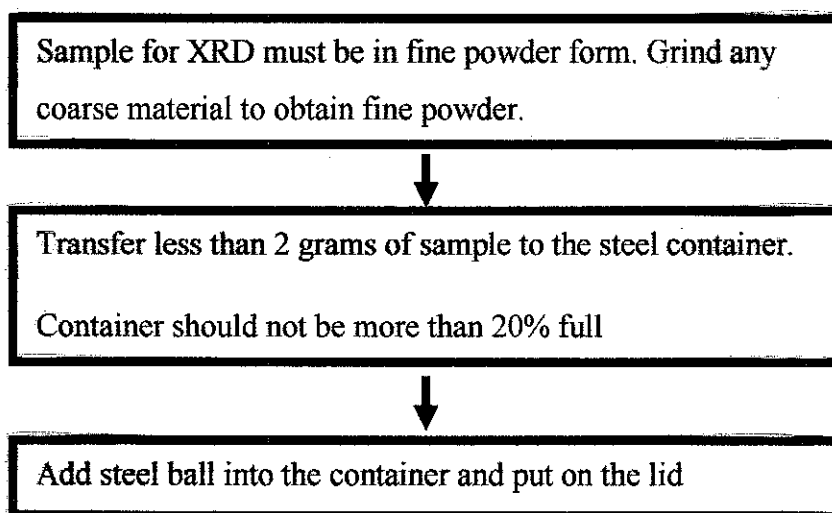 Sample for XRD must be in fine powder form. Grind any
coarse material to obtain fine powder.
Transfer less than 2 grams of sample to the steel container.
Container should not be more than 20% full
Add steel ball into the container and put on the lid